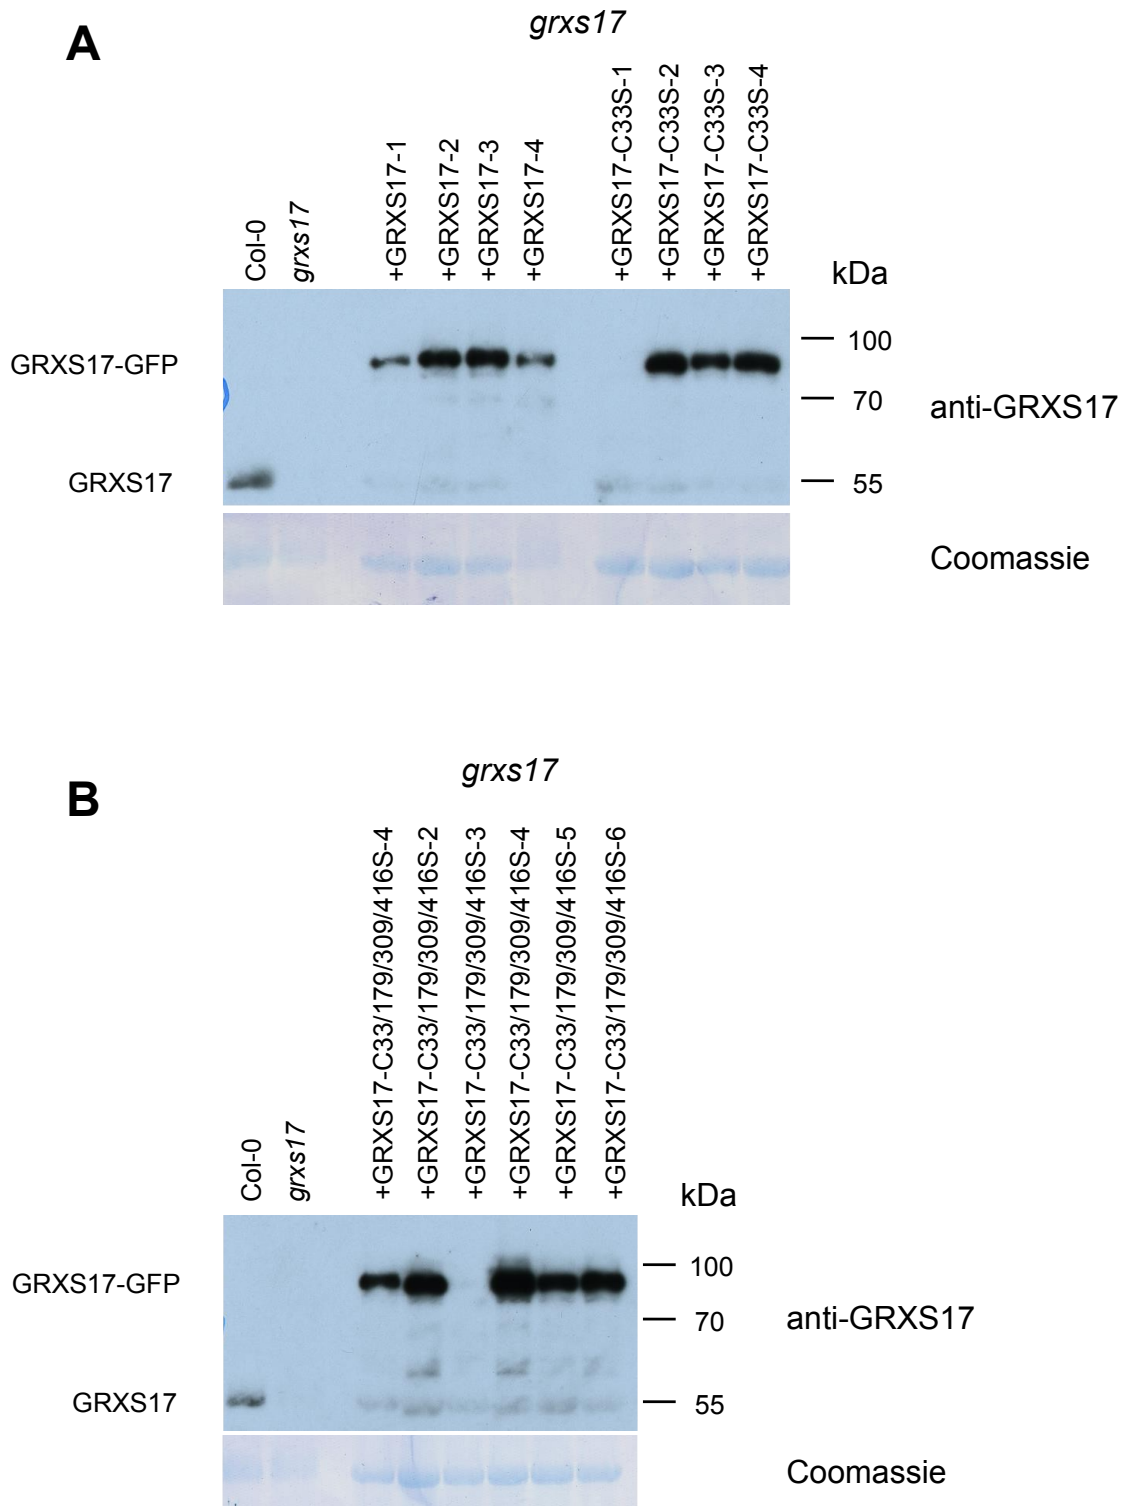 A
grxs17
Col-0
grxs17
+GRXS17-1
+GRXS17-2
+GRXS17-3
+GRXS17-4
+GRXS17-C33S-1
+GRXS17-C33S-2
+GRXS17-C33S-3
+GRXS17-C33S-4
kDa
GRXS17-GFP
100
70
anti-GRXS17
GRXS17
55
Coomassie
B
grxs17
Col-0
grxs17
+GRXS17-C33/179/309/416S-4
+GRXS17-C33/179/309/416S-2
+GRXS17-C33/179/309/416S-3
+GRXS17-C33/179/309/416S-4
+GRXS17-C33/179/309/416S-5
+GRXS17-C33/179/309/416S-6
kDa
GRXS17-GFP
100
70
anti-GRXS17
GRXS17
55
Coomassie